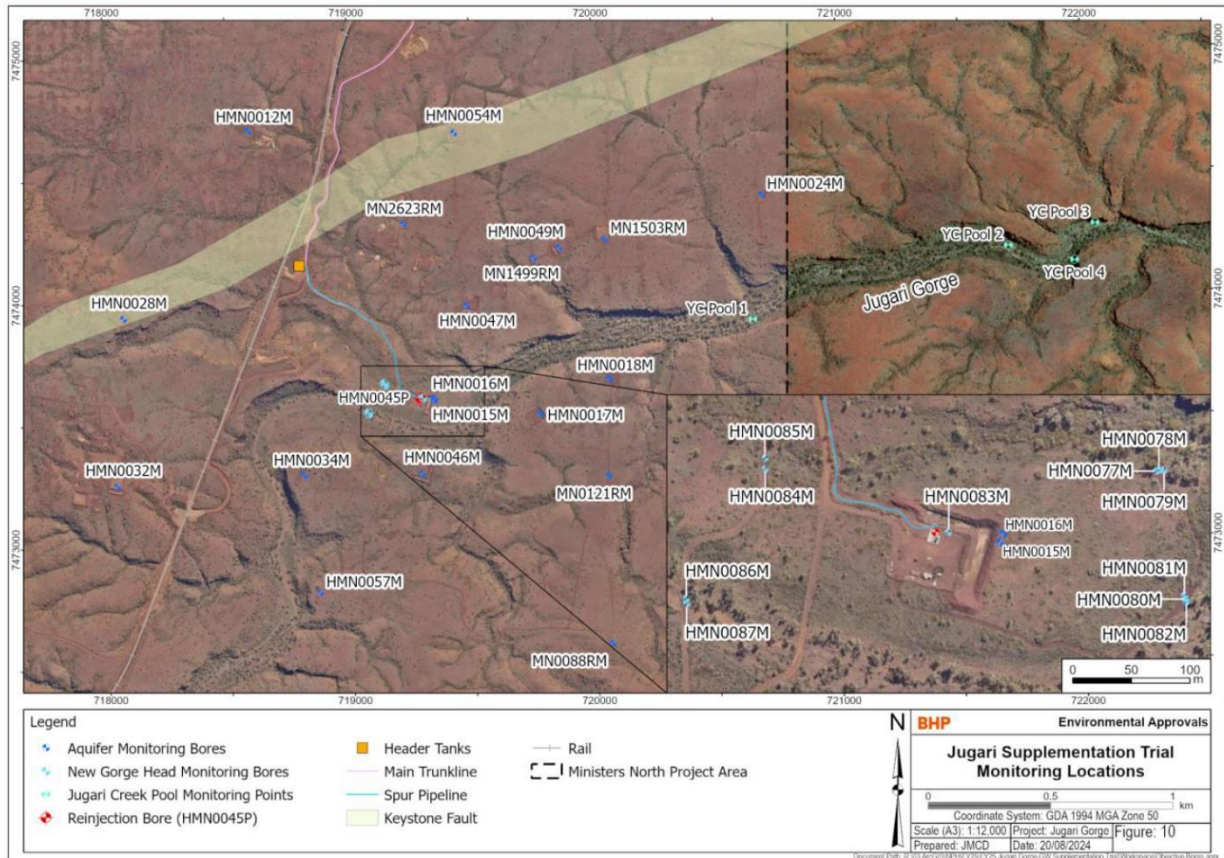 718000
719000
720000
721000
722000
7475000
7475000
HMN0012M
HMN0054M
HMN0024M
MN2623RM
HMN0049M
MN1503RM
MN1499RM
YC Pool 3
YC Pool 2
YC Pool 4
Jugari Gorge
7474000
7474000
HMN0028M
HMN0047M
YC Pool 1
HMN0018M
HMN0016M
HMN0045P
HMN0015M
HMN0017M
HMN0032M
HMN0034M
HMN0046M
MN0121RM
HMN0057M
MN0088RM
7473000
7473000
HMN0085M
HMN0084M
HMN0083M
HMN0078M
HMN0077M
HMN0079M
HMN0016M
HMN0015M
HMN0086M
HMN0087M
HMN0081M
HMN0080M
HMN0082M
0 50 100
m
718000
719000
720000
721000
722000
Legend
Aquifer Monitoring Bores
New Gorge Head Monitoring Bores
Jugari Creek Pool Monitoring Points
Reinjection Bore (HMN0045P)
Header Tanks
Main Trunkline
Spur Pipeline
Keystone Fault
Rail
Ministers North Project Area
N
BHP Environmental Approvals
Jugari Supplementation Trial
Monitoring Locations
0 0.5 1
km
Coordinate System: GDA 1994 MGA Zone 50
Scale (A3): 1:12,000 Project: Jugari Gorge Figure: 10
Prepared: JMCD Date: 20/08/2024